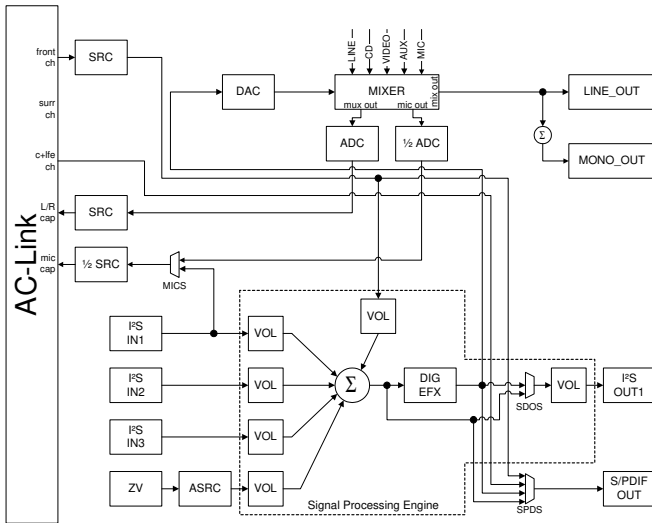 AC-Link
front
ch
surr
ch
c+lfe
ch
L/R
cap
mic
cap
SRC
SRC
½ SRC
MICS
DAC
LINE
CD
VIDEO
AUX
MIC
MIXER
mux out
mic out
mix out
ADC
½ ADC
Σ
LINE_OUT
MONO_OUT
I²S
IN1
I²S
IN2
I²S
IN3
ZV
ASRC
VOL
VOL
VOL
VOL
VOL
Σ
DIG
EFX
SDOS
VOL
I²S
OUT1
SPDS
S/PDIF
OUT
Signal Processing Engine